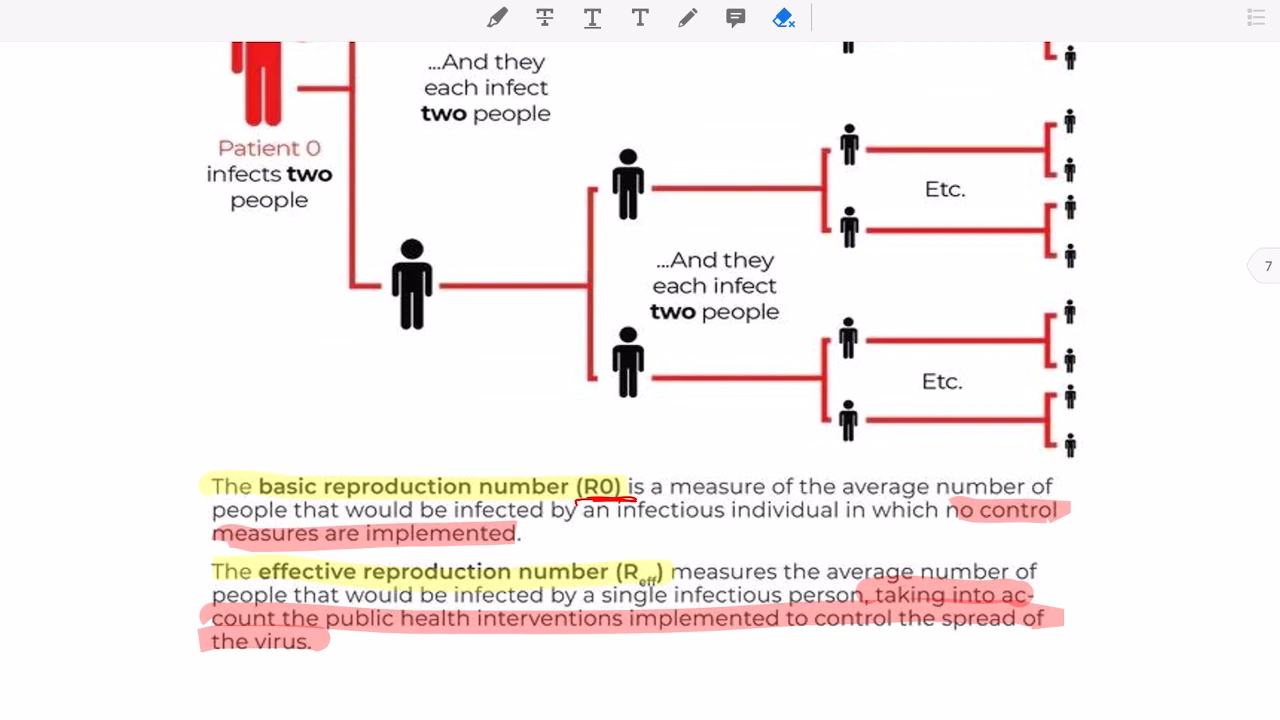 ...And they
each infect
two people
Patient 0
infects two
people
Etc.
...And they
each infect
two people
Etc.
7
The basic reproduction number (R0) is a measure of the average number of
people that would be infected by an infectious individual in which no control
measures are implemented.
The effective reproduction number (Reff) measures the average number of
people that would be infected by a single infectious person, taking into ac-
count the public health interventions implemented to control the spread of
the virus.